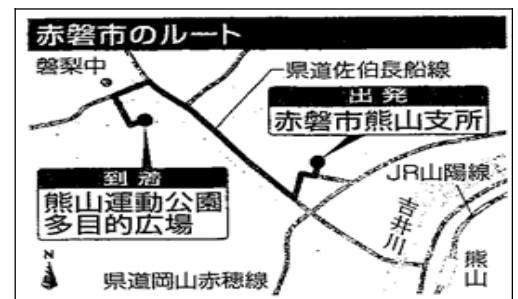 赤磐市のルート
磐梨中
県道佐伯長船線
出発
赤磐市熊山支所
到着
熊山運動公園
多目的広場
JR山陽線
吉井川
熊山
N
県道岡山赤穂線